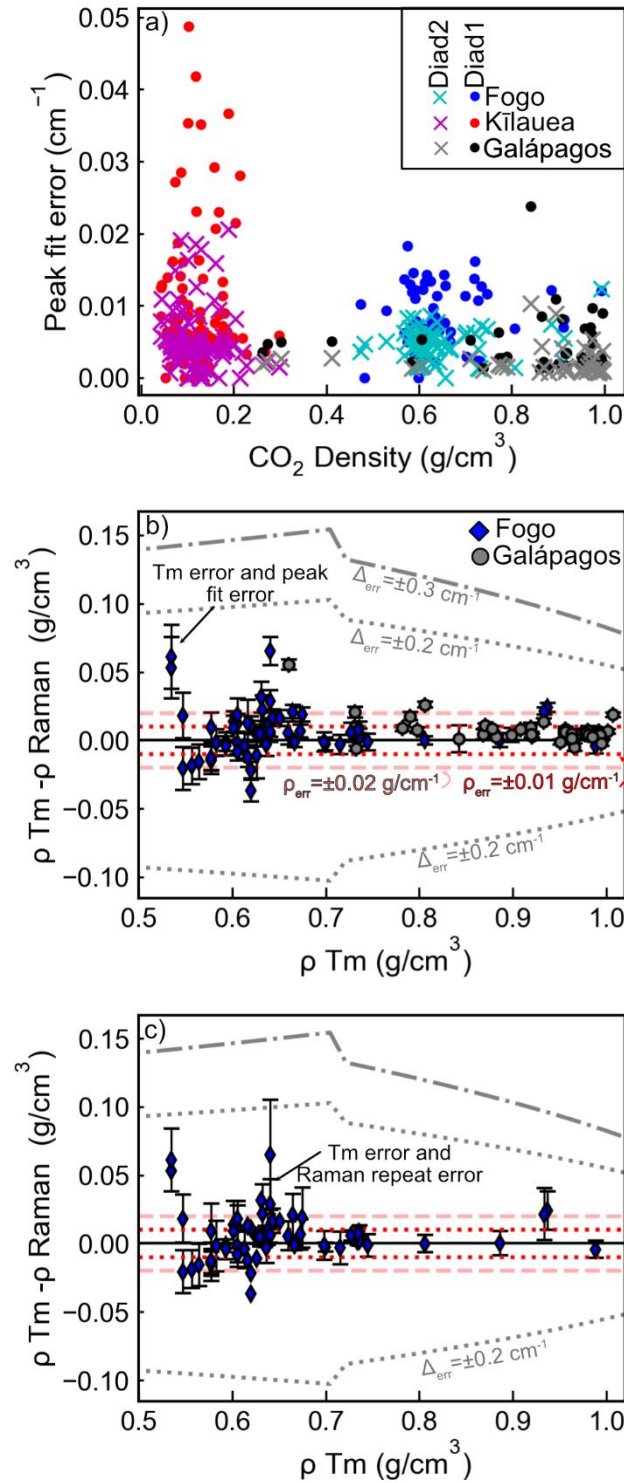 a)
0.05
0.04
0.03
0.02
0.01
0.00
Peak fit error (cm⁻¹)
Diad2
Diad1
Fogo
Kīlauea
Galápagos
0.0 0.2 0.4 0.6 0.8 1.0
CO₂ Density (g/cm³)
b)
0.15
0.10
0.05
0.00
−0.05
−0.10
ρ Tm -ρ Raman (g/cm³)
Fogo
Galápagos
Tm error and peak
fit error
Δerr=±0.3 cm⁻¹
Δerr=±0.2 cm⁻¹
ρerr=±0.02 g/cm⁻¹
ρerr=±0.01 g/cm⁻¹
Δerr=±0.2 cm⁻¹
0.5 0.6 0.7 0.8 0.9 1.0
ρ Tm (g/cm³)
c)
0.15
0.10
0.05
0.00
−0.05
−0.10
ρ Tm -ρ Raman (g/cm³)
Tm error and
Raman repeat error
Δerr=±0.2 cm⁻¹
0.5 0.6 0.7 0.8 0.9 1.0
ρ Tm (g/cm³)